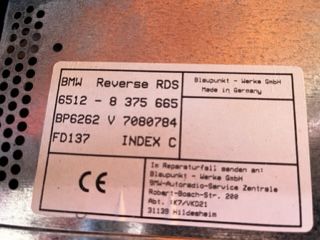 BMW Reverse RDS
6512 - 8 375 665
BP6262 V 7080784
FD137 INDEX C
Blaupunkt - Werke GmbH
Made in Germany
CE
Im Reparaturfall senden an:
Blaupunkt - Werke GmbH
BMW-Autoradio-Service Zentrale
Robert-Bosch-Str. 200
Abt. K7/VKD21
31139 Hildesheim